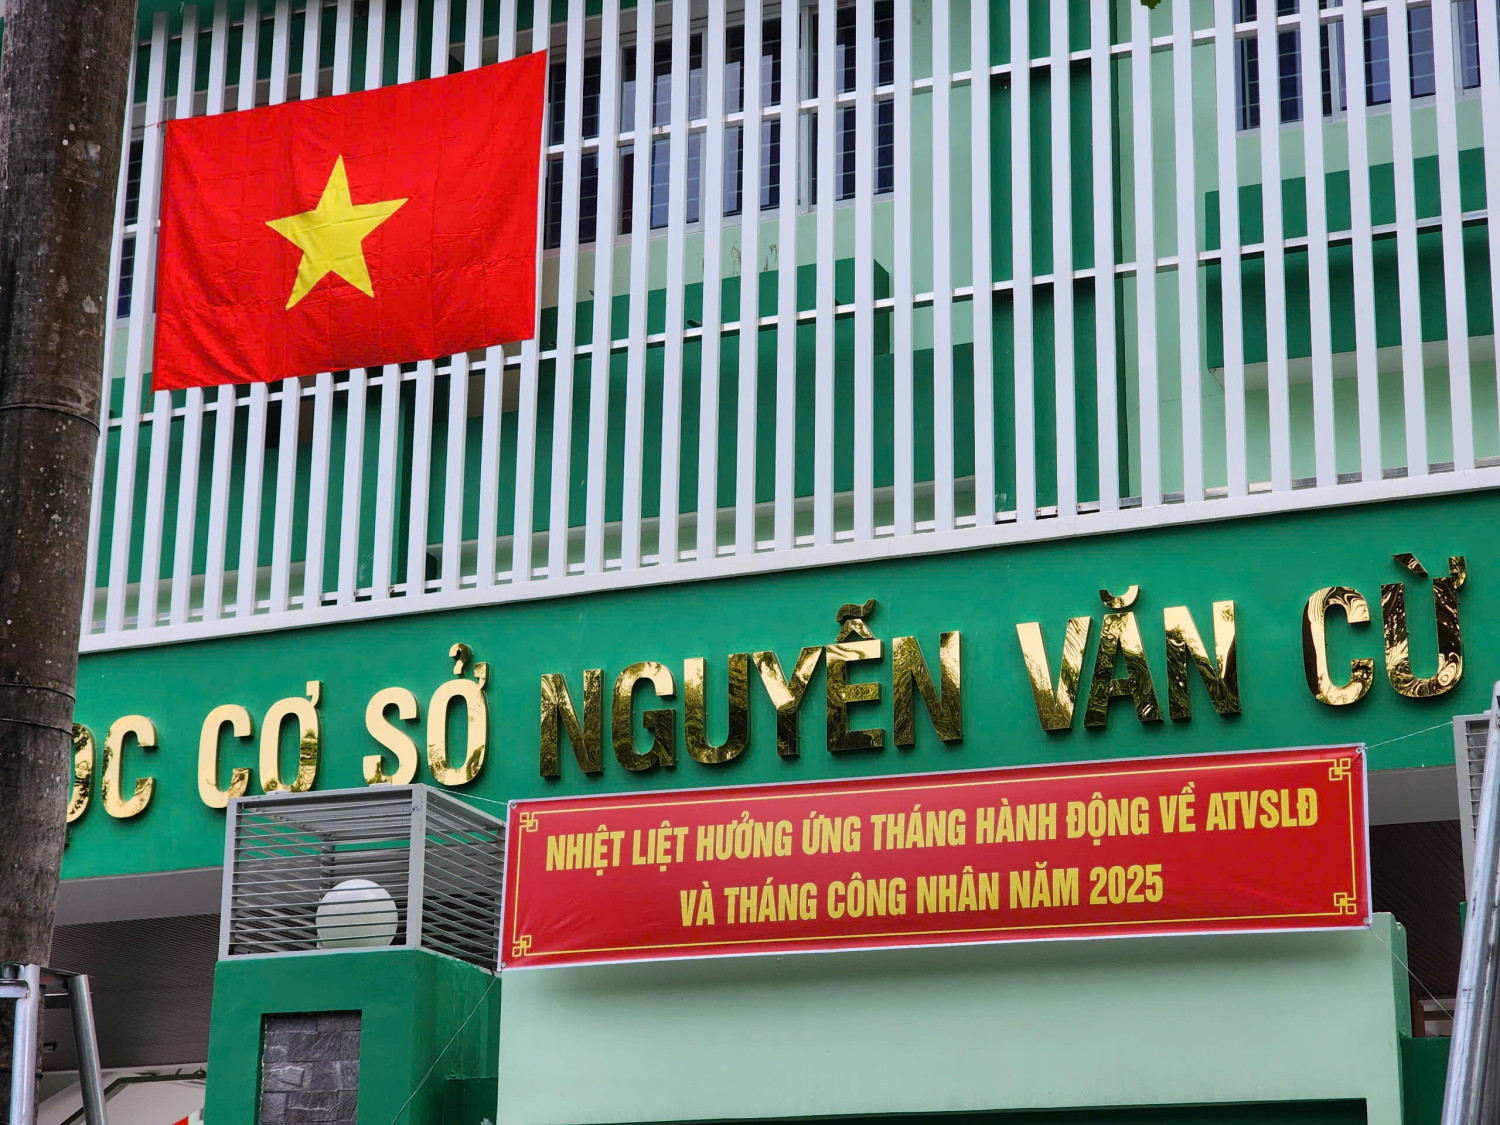 ỌC CƠ SỞ NGUYỄN VĂN CỪ
NHIỆT LIỆT HƯỞNG ỨNG THÁNG HÀNH ĐỘNG VỀ ATVSLĐ
VÀ THÁNG CÔNG NHÂN NĂM 2025